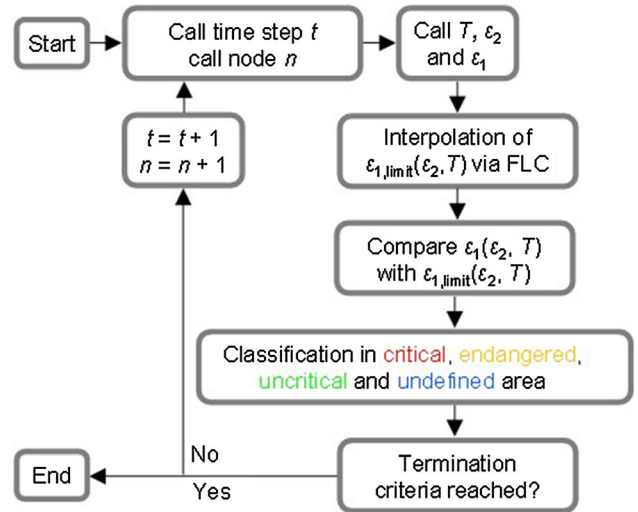 Start
Call time step t
call node n
Call T, ε2
and ε1
t = t + 1
n = n + 1
Interpolation of
ε1,limit(ε2, T) via FLC
Compare ε1(ε2, T)
with ε1,limit(ε2, T)
Classification in critical, endangered,
uncritical and undefined area
Termination
criteria reached?
No
Yes
End